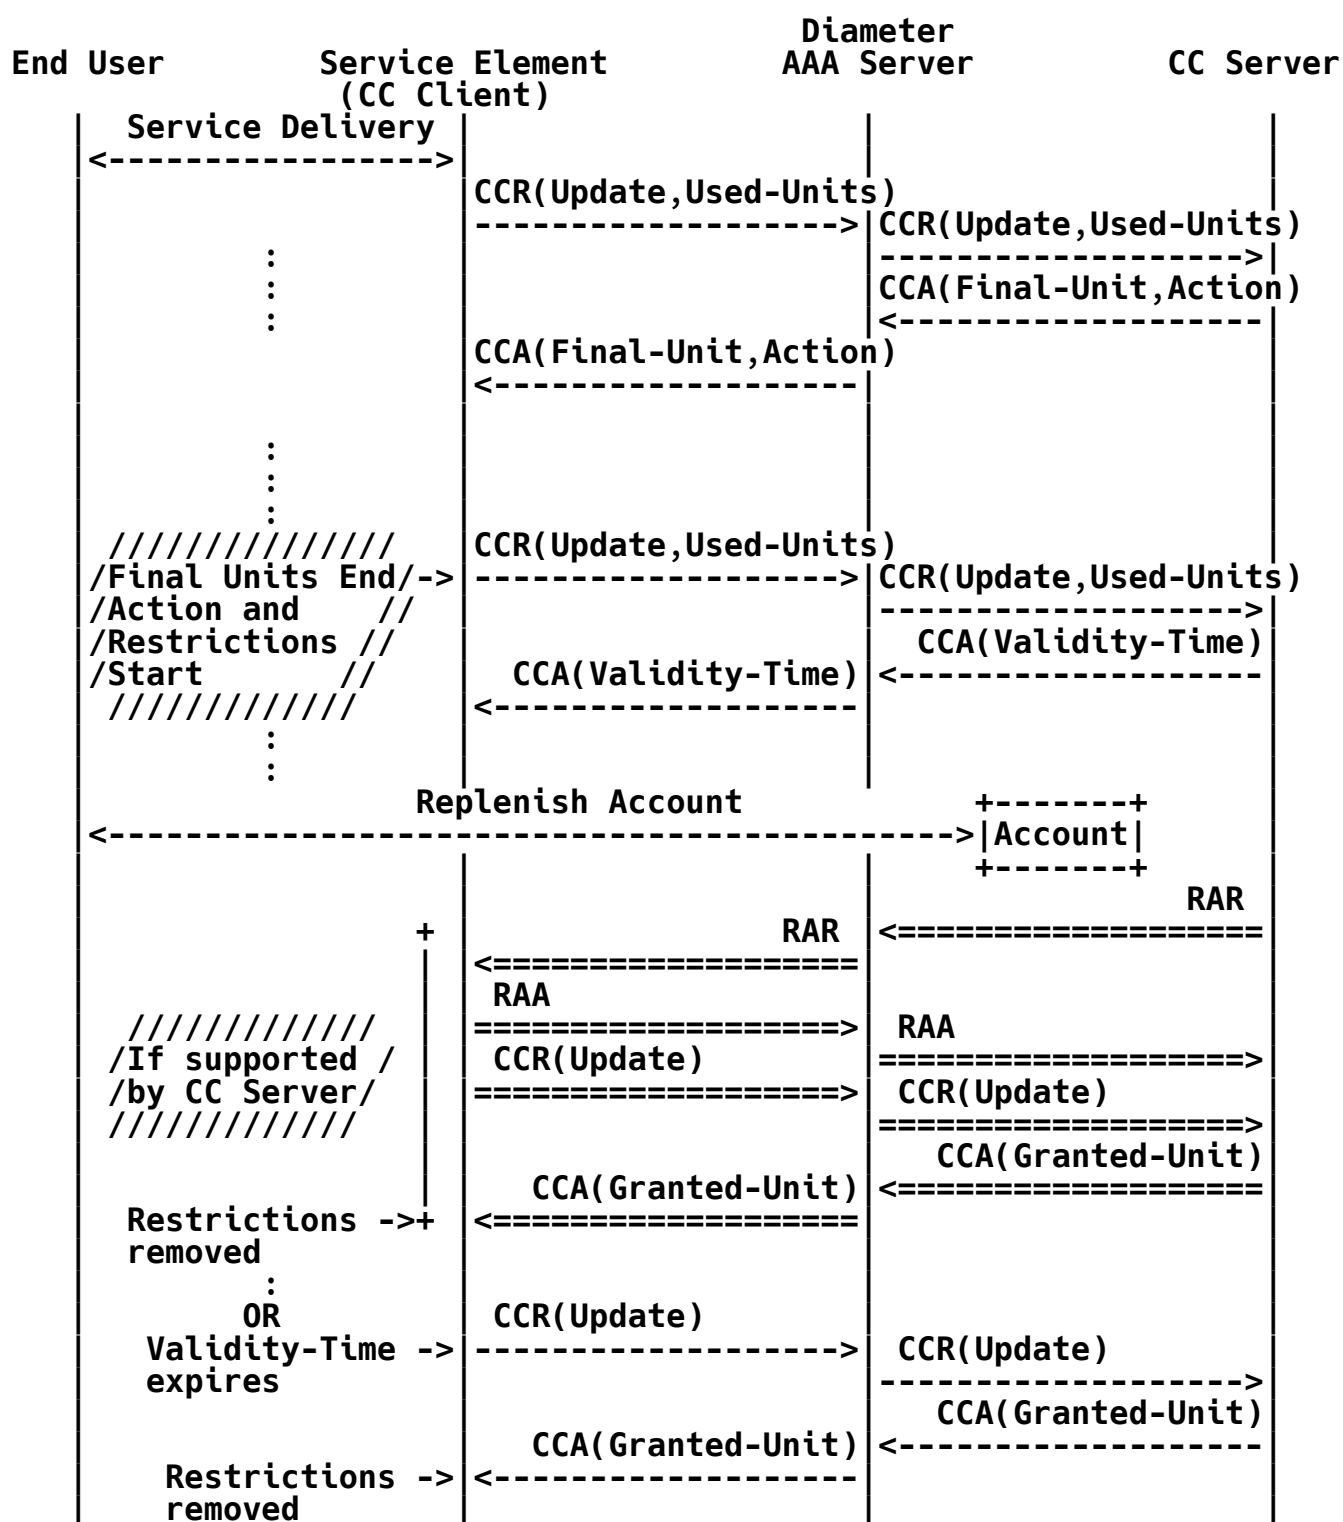 Diameter
End User Service Element AAA Server CC Server
(CC Client)
Service Delivery
CCR(Update,Used-Units)
CCR(Update,Used-Units)
CCA(Final-Unit,Action)
CCA(Final-Unit,Action)
CCR(Update,Used-Units)
/Final Units End/-> CCR(Update,Used-Units)
/Action and //
/Restrictions // CCA(Validity-Time)
/Start // CCA(Validity-Time)
Replenish Account
|Account|
RAR
RAR
RAA
RAA
/If supported / CCR(Update)
/by CC Server/ CCR(Update)
CCA(Granted-Unit)
CCA(Granted-Unit)
Restrictions ->+
removed
OR CCR(Update)
Validity-Time -> CCR(Update)
expires
CCA(Granted-Unit)
CCA(Granted-Unit)
Restrictions ->
removed